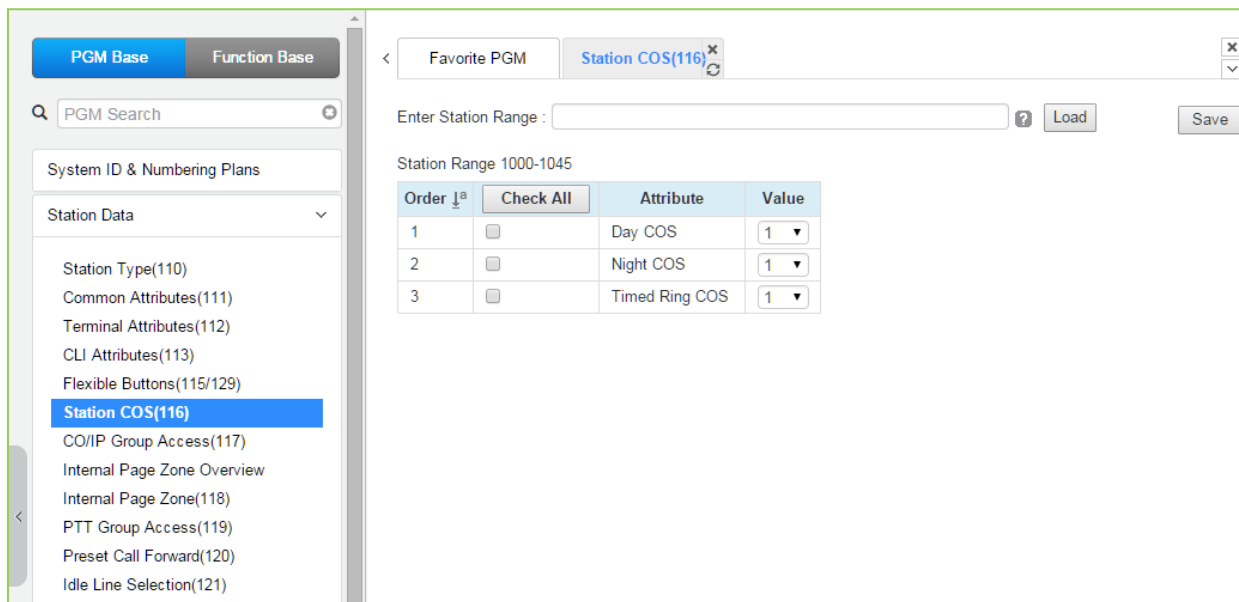 PGM Base Function Base
PGM Search
System ID & Numbering Plans
Station Data
Station Type(110)
Common Attributes(111)
Terminal Attributes(112)
CLI Attributes(113)
Flexible Buttons(115/129)
Station COS(116)
CO/IP Group Access(117)
Internal Page Zone Overview
Internal Page Zone(118)
PTT Group Access(119)
Preset Call Forward(120)
Idle Line Selection(121)
Favorite PGM Station COS(116)
Enter Station Range : ? Load Save
Station Range 1000-1045
Order a Check All Attribute Value
1 Day COS 1
2 Night COS 1
3 Timed Ring COS 1